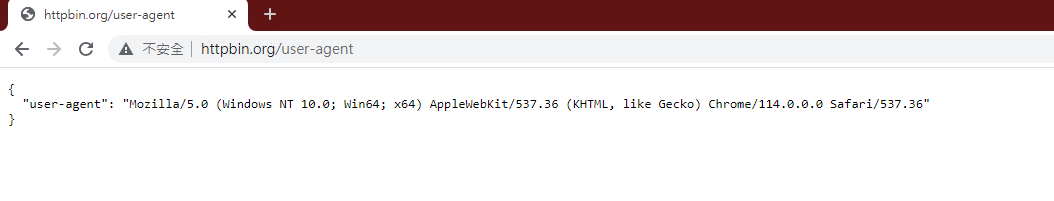 httpbin.org/user-agent
不安全 httpbin.org/user-agent
{
  "user-agent": "Mozilla/5.0 (Windows NT 10.0; Win64; x64) AppleWebKit/537.36 (KHTML, like Gecko) Chrome/114.0.0.0 Safari/537.36"
}